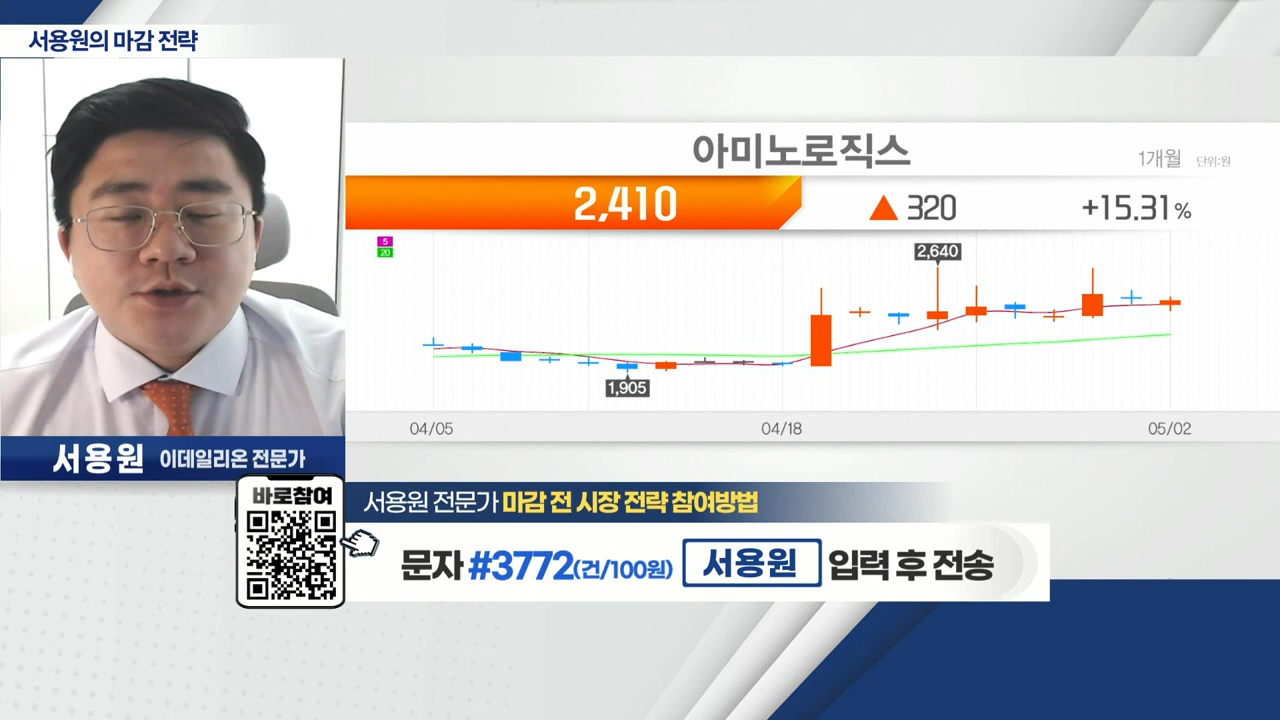 서용원의 마감 전략
아미노로직스
1개월 단위:원
2,410 ▲ 320 +15.31%
5
20
2,640
1,905
04/05 04/18 05/02
서용원 이데일리온 전문가
바로참여
서용원 전문가 마감 전 시장 전략 참여방법
문자 #3772(건/100원) 서용원 입력 후 전송